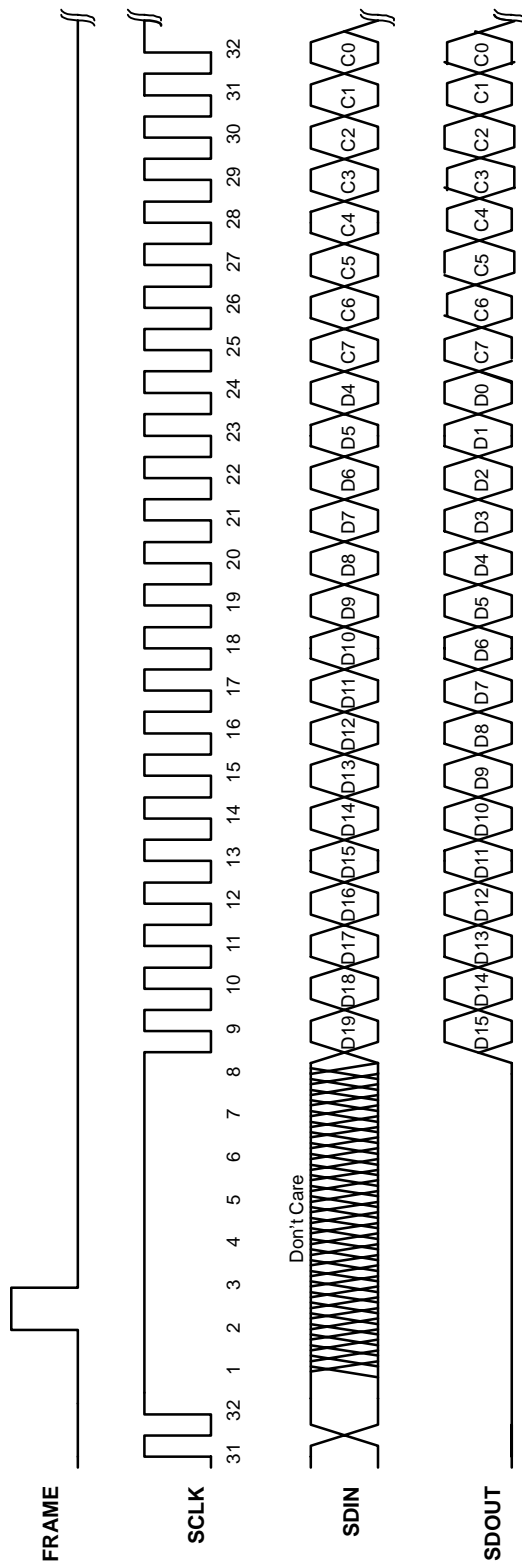 FRAME
SCLK
31 32 1 2 3 4 5 6 7 8 9 10 11 12 13 14 15 16 17 18 19 20 21 22 23 24 25 26 27 28 29 30 31 32
Don't Care
SDIN
D19 D18 D17 D16 D15 D14 D13 D12 D11 D10 D9 D8 D7 D6 D5 D4 C7 C6 C5 C4 C3 C2 C1 C0
SDOUT
D15 D14 D13 D12 D11 D10 D9 D8 D7 D6 D5 D4 D3 D2 D1 D0 C7 C6 C5 C4 C3 C2 C1 C0